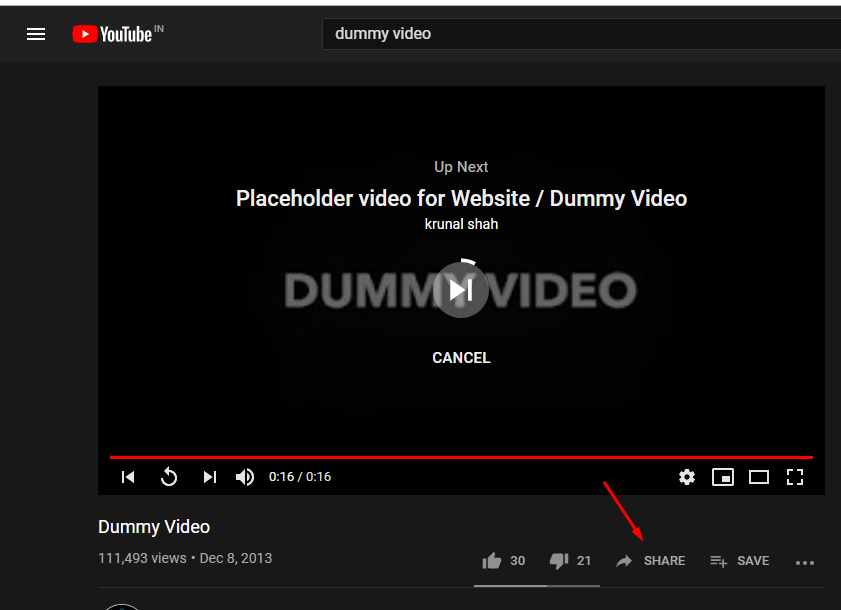 YouTube IN
dummy video
Up Next
Placeholder video for Website / Dummy Video
krunal shah
DUMMY VIDEO
CANCEL
0:16 / 0:16
Dummy Video
111,493 views • Dec 8, 2013
30 21 SHARE SAVE